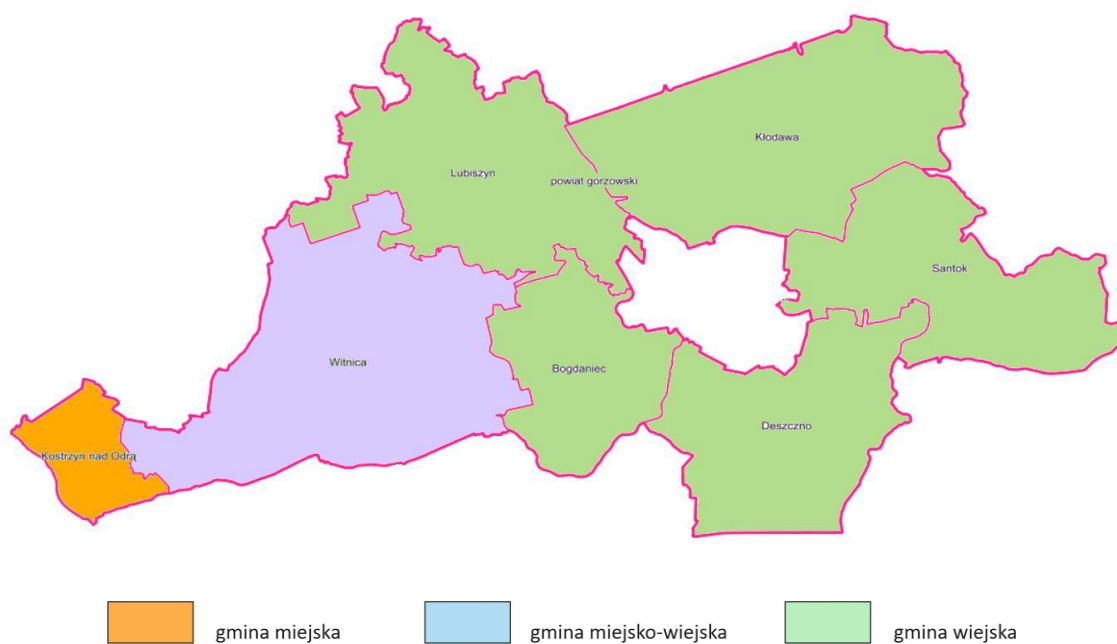 Kłodawa
Lubiszyn
powiat gorzowski
Santok
Witnica
Bogdaniec
Deszczno
Kostrzyn nad Odrą
gmina miejska
gmina miejsko-wiejska
gmina wiejska